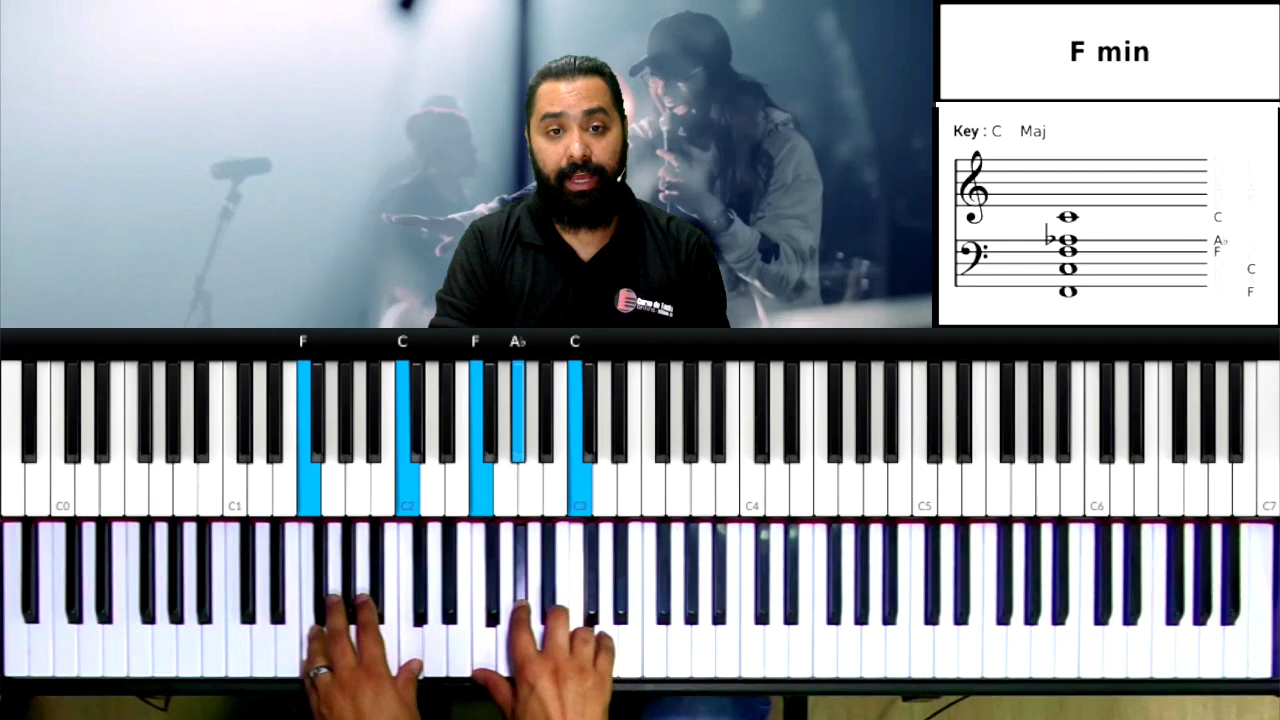 F min
Key : C Maj
C
A♭
F
C
F
F C F A♭ C
C0 C1 C2 C3 C4 C5 C6 C7